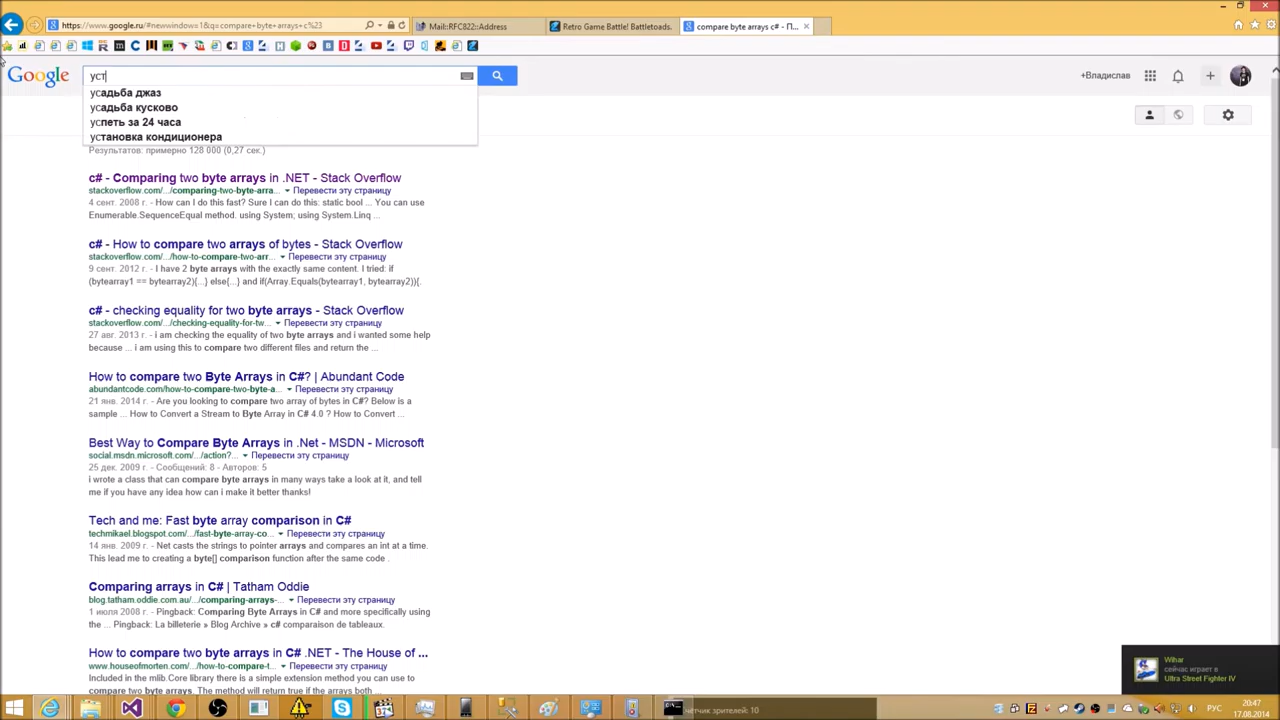 https://www.google.ru/#newwindow=1&q=compare+byte+arrays+c%23
Mail::RFC822::Address
Retro Game Battle! Battletoads.
compare byte arrays c# - П...
Google
уст
+Владислав
усадьба джаз
усадьба кусково
успеть за 24 часа
установка кондиционера
Результатов: примерно 128 000 (0,27 сек.)
c# - Comparing two byte arrays in .NET - Stack Overflow
stackoverflow.com/.../comparing-two-byte-arra... Перевести эту страницу
4 сент. 2008 г. - How can I do this fast? Sure I can do this: static bool ... You can use
Enumerable.SequenceEqual method. using System; using System.Linq ...
c# - How to compare two arrays of bytes - Stack Overflow
stackoverflow.com/.../how-to-compare-two-arr... Перевести эту страницу
9 сент. 2012 г. - I have 2 byte arrays with the exactly same content. I tried: if
(bytearray1 == bytearray2){...} else{...} and if(Array.Equals(bytearray1, bytearray2)){.
c# - checking equality for two byte arrays - Stack Overflow
stackoverflow.com/.../checking-equality-for-tw... Перевести эту страницу
27 авг. 2013 г. - i am checking the equality of two byte arrays and i wanted some help
because ... i am using this to compare two different files and return the ...
How to compare two Byte Arrays in C#? | Abundant Code
abundantcode.com/how-to-compare-two-byte-a... Перевести эту страницу
21 янв. 2014 г. - Are you looking to compare two array of bytes in C#? Below is a
sample ... How to Convert a Stream to Byte Array in C# 4.0 ? How to Convert ...
Best Way to Compare Byte Arrays in .Net - MSDN - Microsoft
social.msdn.microsoft.com/action?... Перевести эту страницу
25 дек. 2009 г. - Сообщений: 8 - Авторов: 5
i wrote a class that can compare byte arrays in many ways take a look at it, and tell
me if you have any idea how can i make it better thanks!
Tech and me: Fast byte array comparison in C#
techmikael.blogspot.com/.../fast-byte-array-co... Перевести эту страницу
14 янв. 2009 г. - Net casts the strings to pointer arrays and compares an int at a time.
This lead me to creating a byte[] comparison function after the same code .
Comparing arrays in C# | Tatham Oddie
blog.tatham.oddie.com.au/.../comparing-arrays-... Перевести эту страницу
1 июля 2008 г. - Pingback: Comparing Byte Arrays in C# and more specifically using
the ... Pingback: La billeterie » Blog Archive » c# comparaison de tableaux.
How to compare two byte arrays in C# .NET - The House of ...
www.houseofmorten.com/how-to-compare-t... Перевести эту страницу
Included in the mlib.Core library there is a simple extension method you can use to
compare two byte arrays. The method will return true if the arrays both ...
Wihar
сейчас играет в
Ultra Street Fighter IV
счётчик зрителей: 10
РУС
20:47
17.08.2014